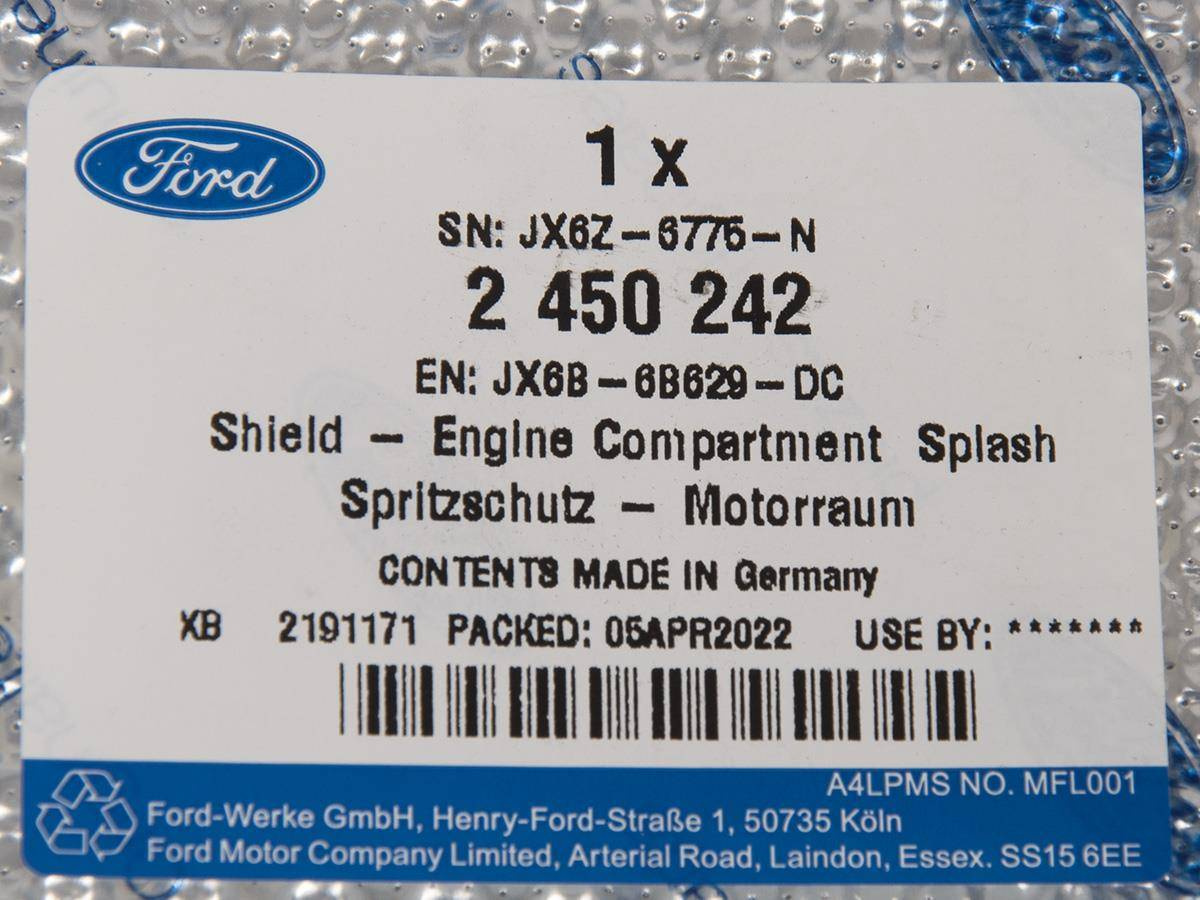 Ford
1 x
SN: JX6Z-6775-N
2 450 242
EN: JX6B-6B629-DC
Shield - Engine Compartment Splash
Spritzschutz - Motorraum
CONTENTS MADE IN Germany
XB 2191171 PACKED: 05APR2022 USE BY: *******
A4LPMS NO. MFL001
Ford-Werke GmbH, Henry-Ford-Straße 1, 50735 Köln
Ford Motor Company Limited, Arterial Road, Laindon, Essex. SS15 6EE